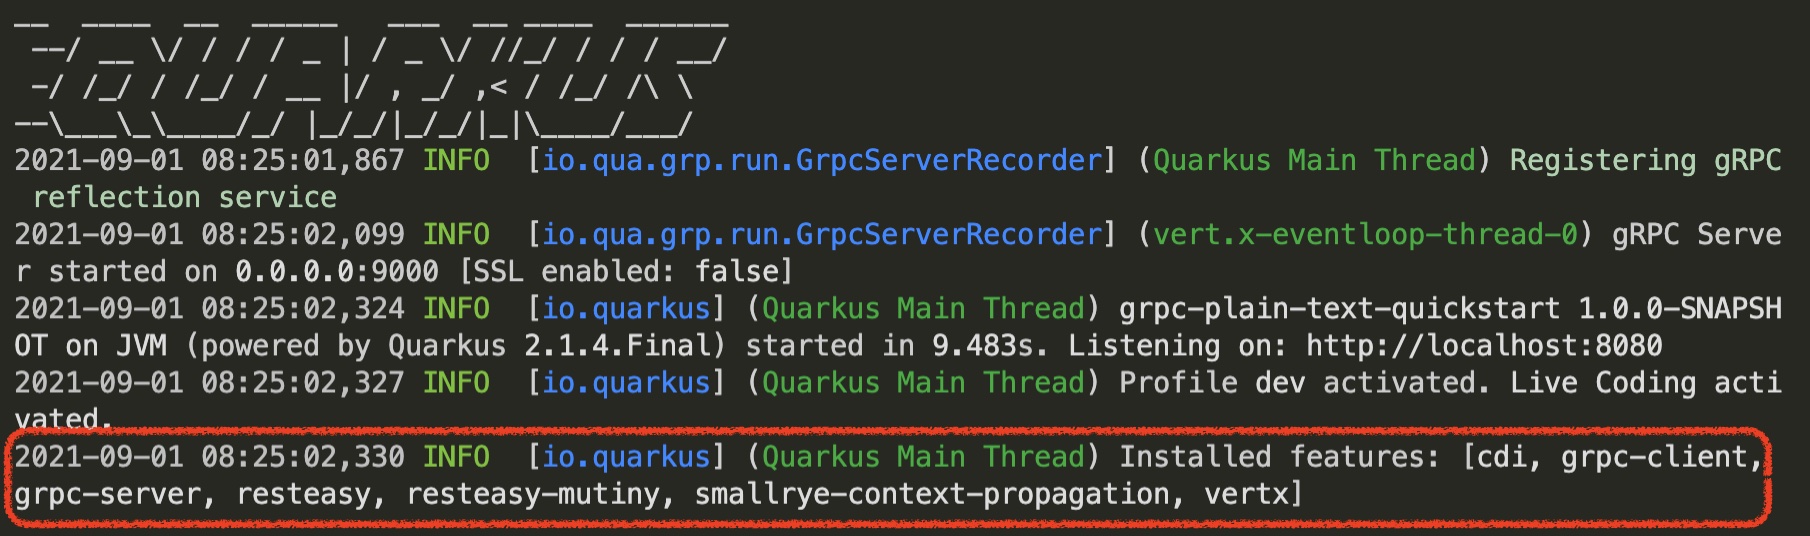 __  ____  __  _____   ___  __ ____  ______
 --/ __ \/ / / / _ | / _ \/ //_/ / / / __/
 -/ /_/ / /_/ / __ |/ , _/ ,< / /_/ /\ \
--\___\_\____/_/ |_/_/|_/_/|_|\____/___/
2021-09-01 08:25:01,867 INFO  [io.qua.grp.run.GrpcServerRecorder] (Quarkus Main Thread) Registering gRPC
 reflection service
2021-09-01 08:25:02,099 INFO  [io.qua.grp.run.GrpcServerRecorder] (vert.x-eventloop-thread-0) gRPC Serve
r started on 0.0.0.0:9000 [SSL enabled: false]
2021-09-01 08:25:02,324 INFO  [io.quarkus] (Quarkus Main Thread) grpc-plain-text-quickstart 1.0.0-SNAPSH
OT on JVM (powered by Quarkus 2.1.4.Final) started in 9.483s. Listening on: http://localhost:8080
2021-09-01 08:25:02,327 INFO  [io.quarkus] (Quarkus Main Thread) Profile dev activated. Live Coding acti
vated.
2021-09-01 08:25:02,330 INFO  [io.quarkus] (Quarkus Main Thread) Installed features: [cdi, grpc-client,
grpc-server, resteasy, resteasy-mutiny, smallrye-context-propagation, vertx]